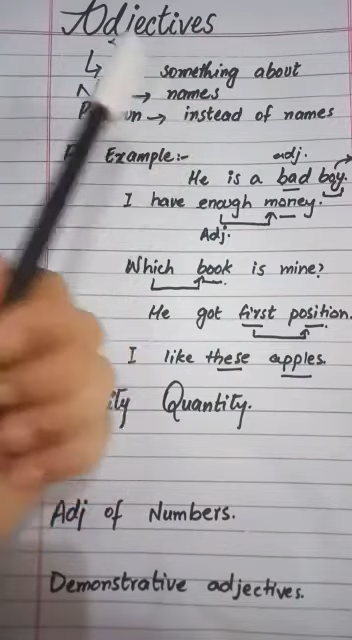 Adjectives
↳ something about
N → names
→ instead of names
Example:- adj.
He is a bad boy. →
I have enough money.
Adj.
Which book is mine?
He got first position.
I like these apples.
Quantity.
Adj of Numbers.
Demonstrative adjectives.